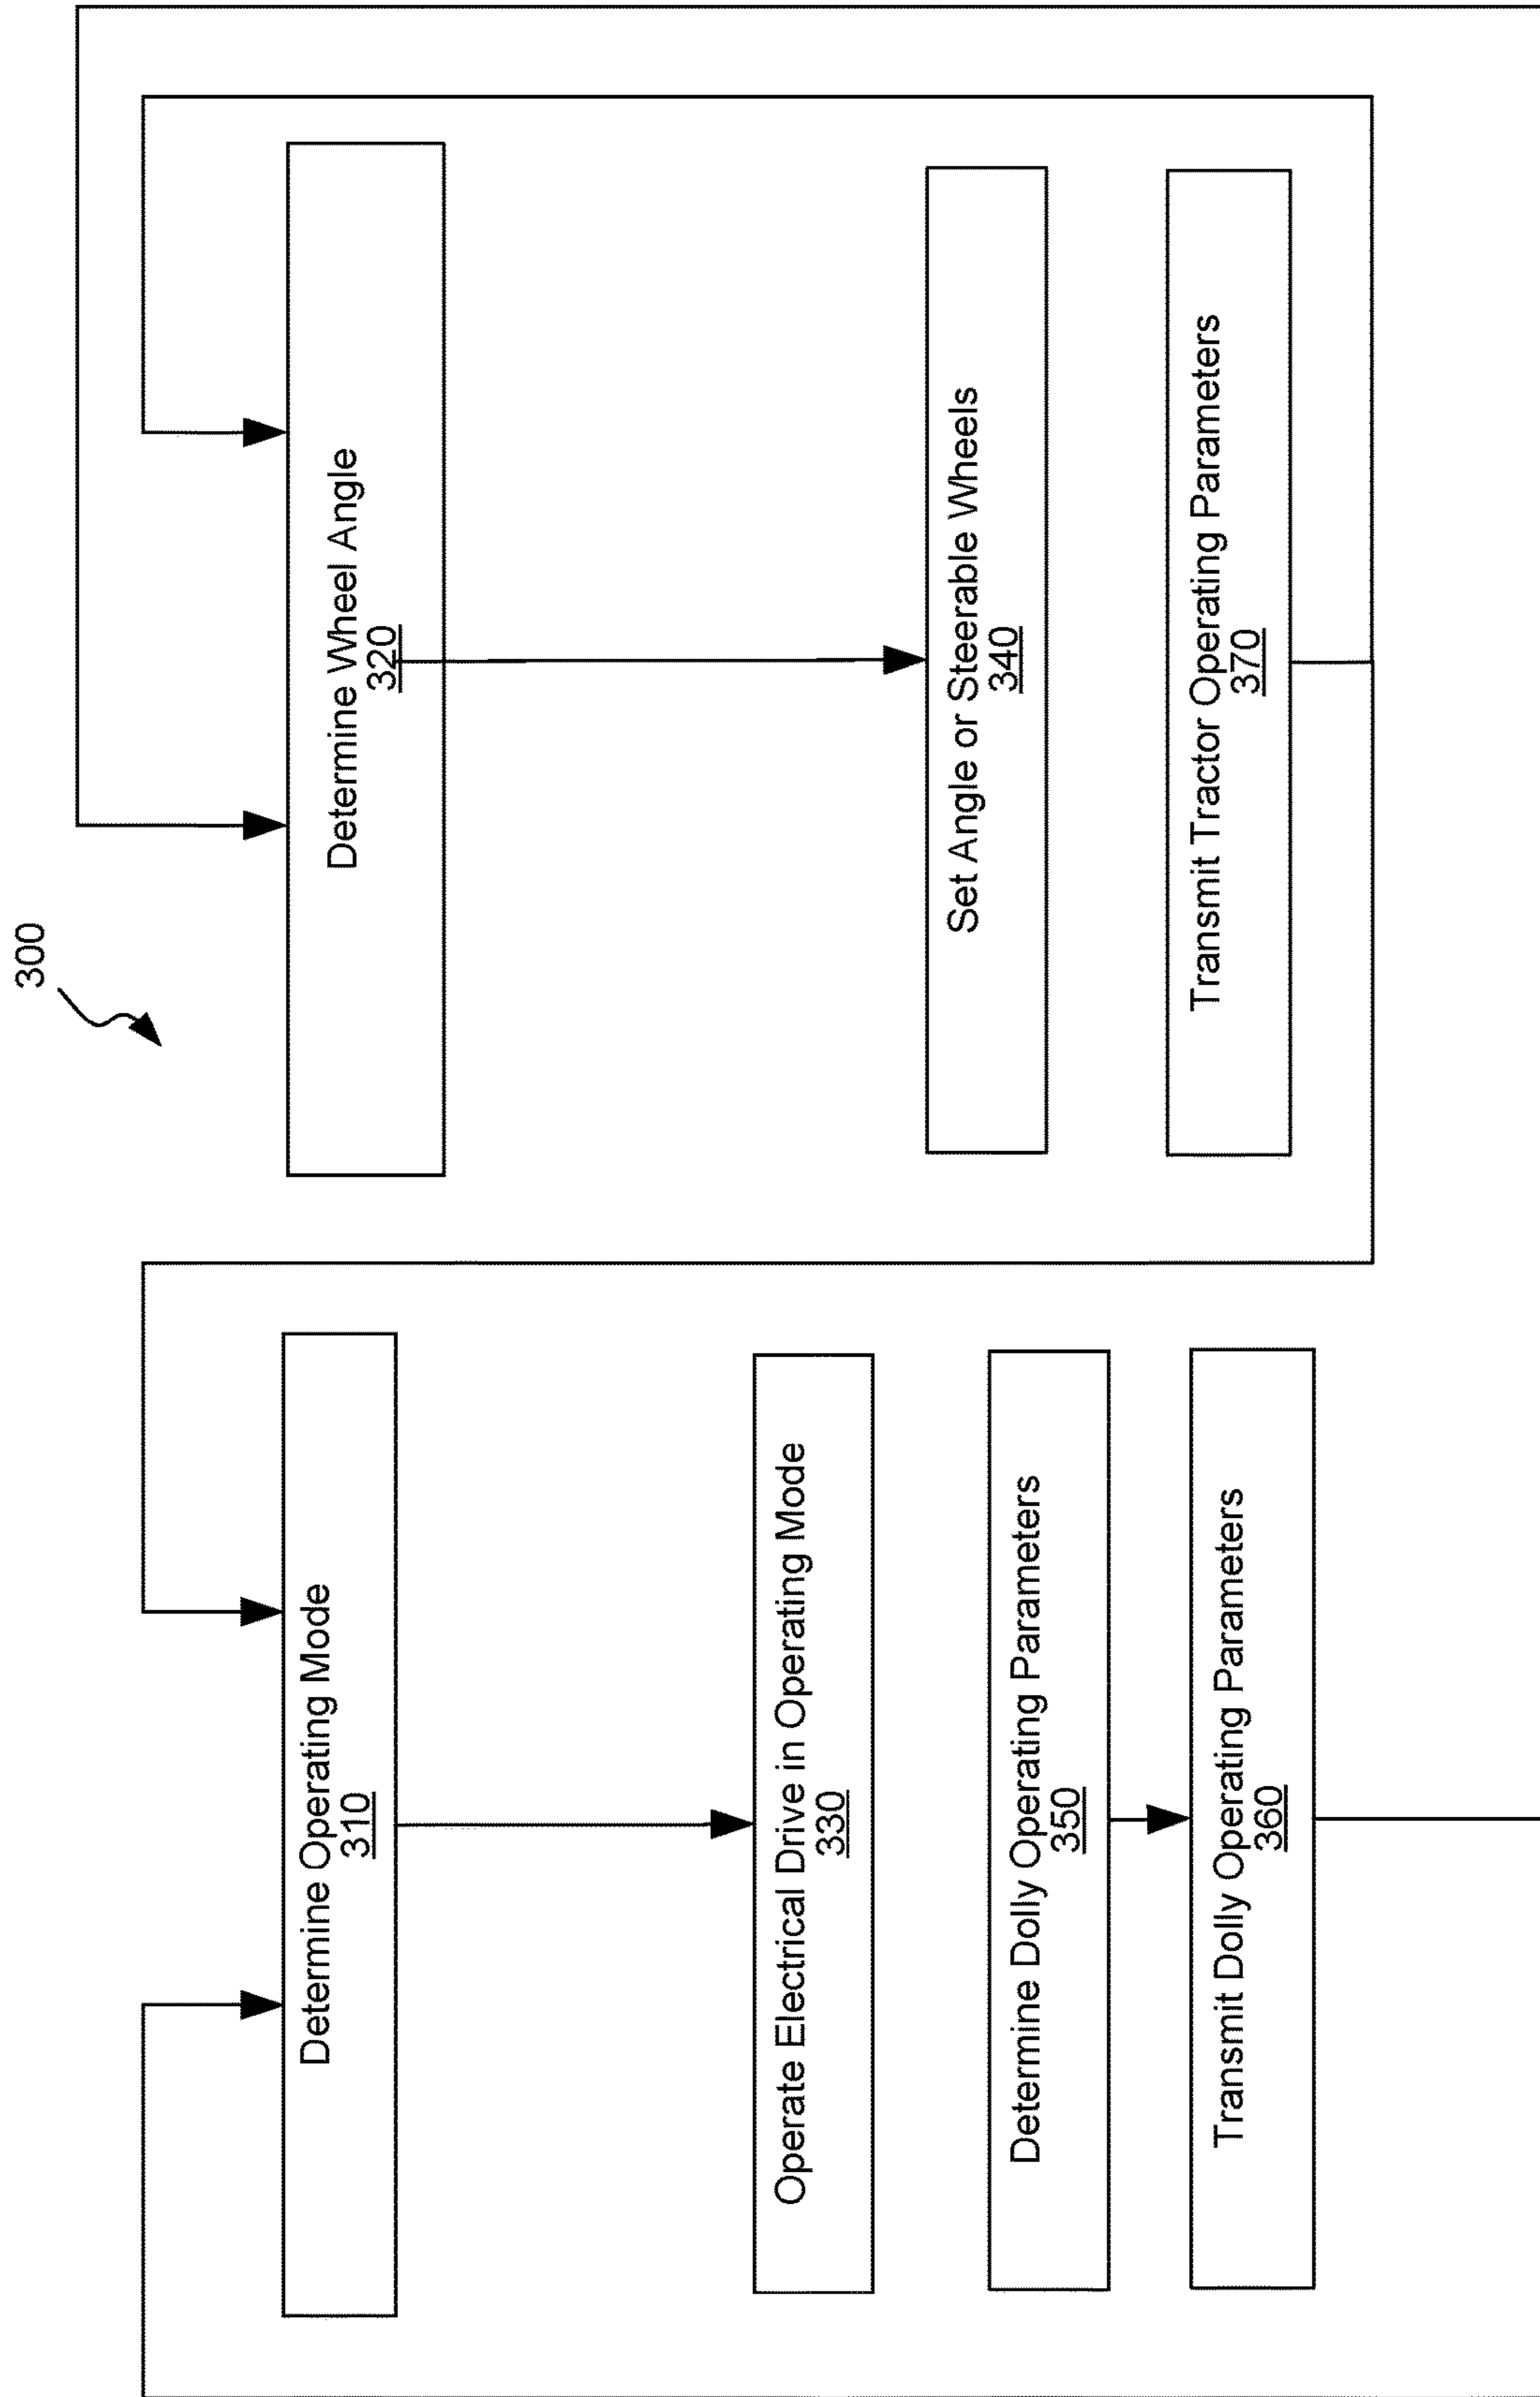 300
Determine Operating Mode
310
Determine Wheel Angle
320
Operate Electrical Drive in Operating Mode
330
Set Angle or Steerable Wheels
340
Determine Dolly Operating Parameters
350
Transmit Dolly Operating Parameters
360
Transmit Tractor Operating Parameters
370